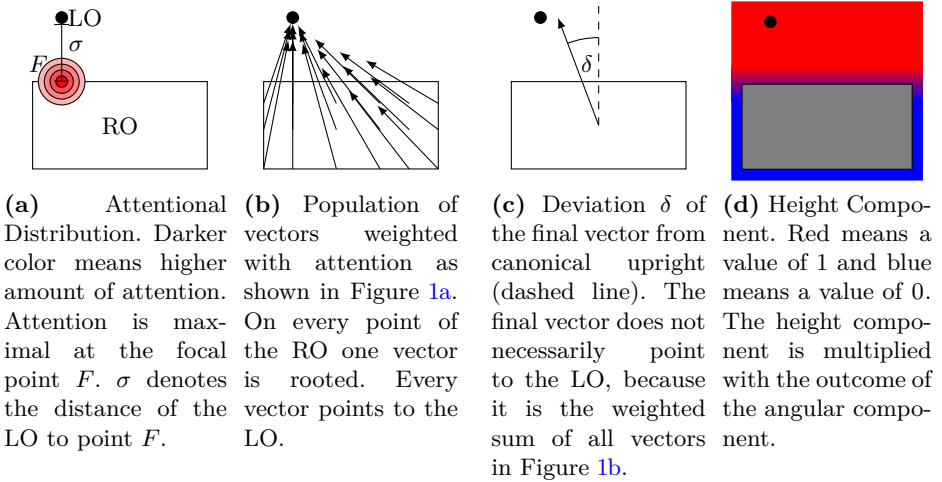 LO
σ
F
RO
δ
(a) Attentional
Distribution. Darker
color means higher
amount of attention.
Attention is max-
imal at the focal
point F. σ denotes
the distance of the
LO to point F.
(b) Population of
vectors weighted
with attention as
shown in Figure 1a.
On every point of
the RO one vector
is rooted. Every
vector points to the
LO.
(c) Deviation δ of
the final vector from
canonical upright
(dashed line). The
final vector does not
necessarily point
to the LO, because
it is the weighted
sum of all vectors
in Figure 1b.
(d) Height Compo-
nent. Red means a
value of 1 and blue
means a value of 0.
The height compo-
nent is multiplied
with the outcome of
the angular compo-
nent.